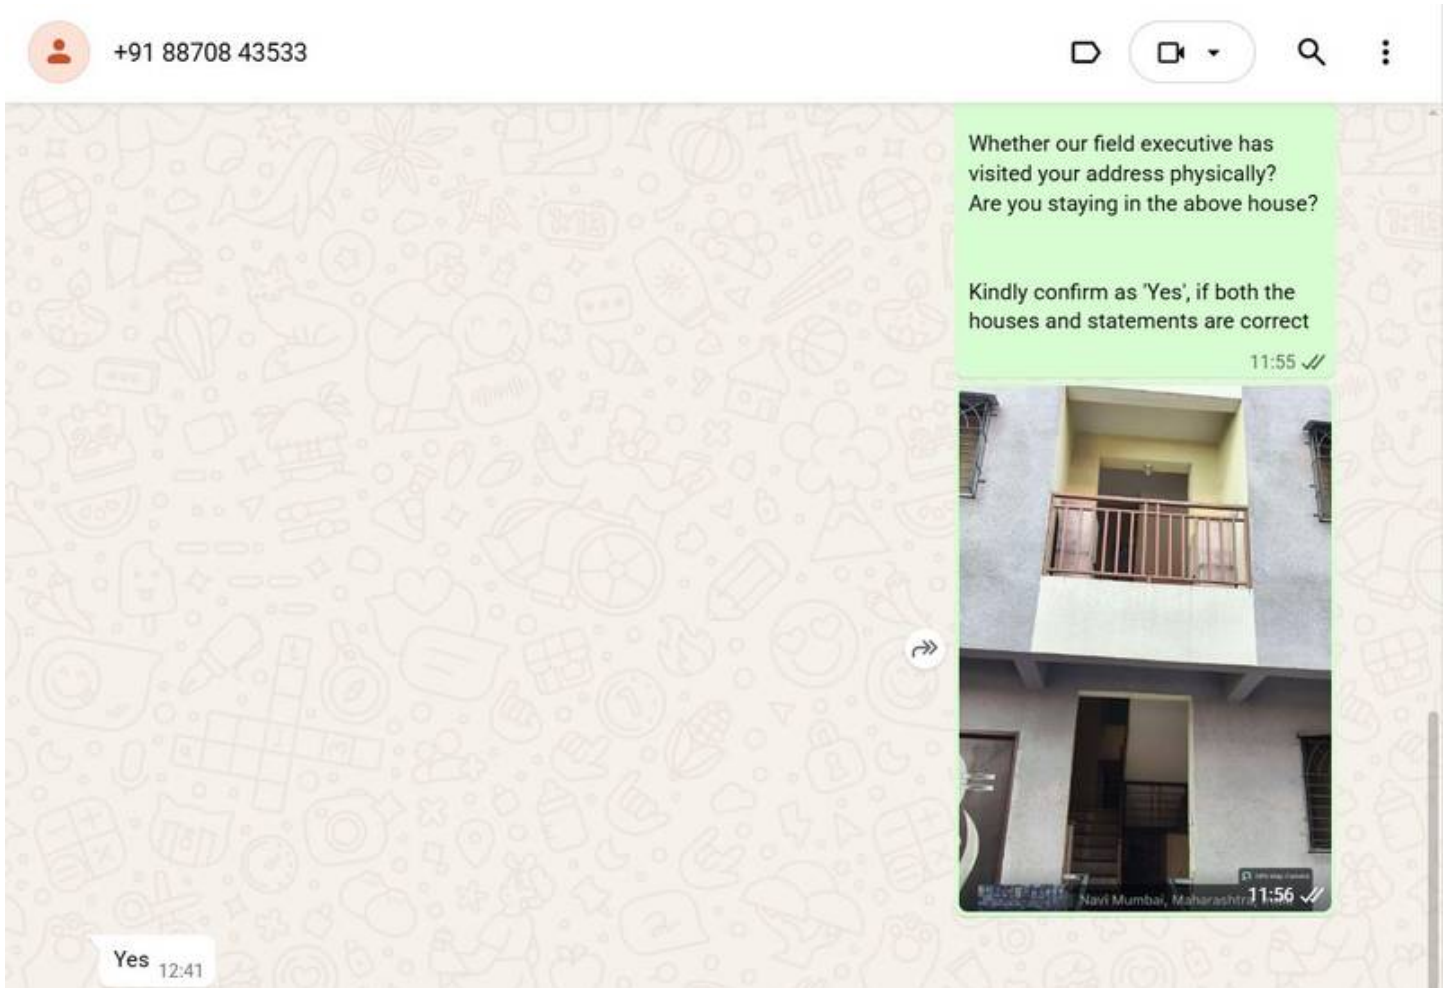 +91 88708 43533
Whether our field executive has
visited your address physically?
Are you staying in the above house?
Kindly confirm as 'Yes', if both the
houses and statements are correct
11:55
Navi Mumbai, Maharashtra,
11:56
Yes
12:41